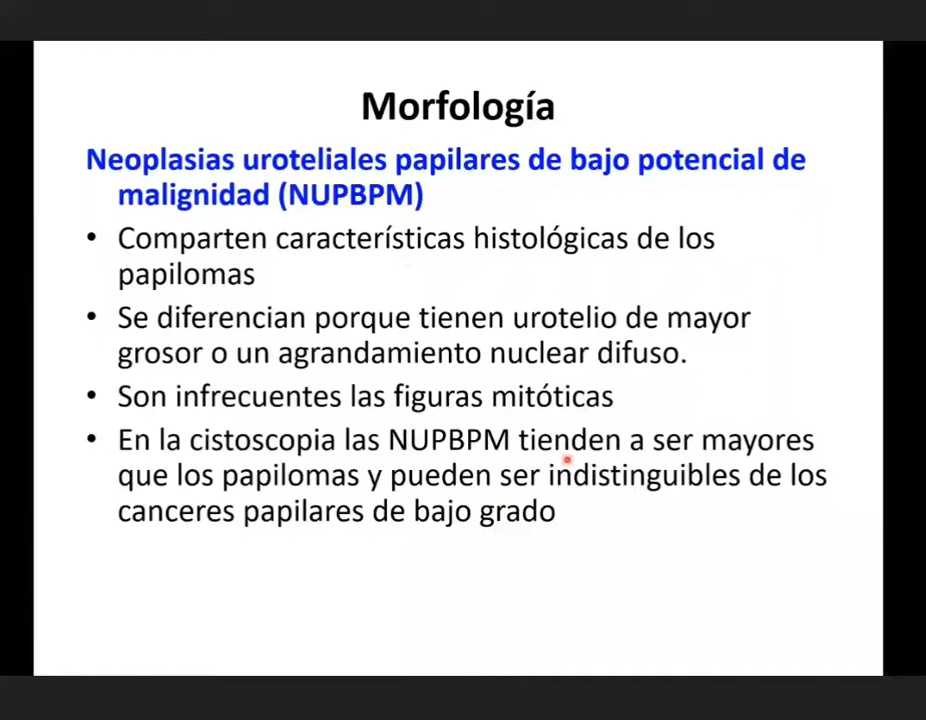 Morfología
Neoplasias uroteliales papilares de bajo potencial de
malignidad (NUPBPM)
• Comparten características histológicas de los
papilomas
• Se diferencian porque tienen urotelio de mayor
grosor o un agrandamiento nuclear difuso.
• Son infrecuentes las figuras mitóticas
• En la cistoscopia las NUPBPM tienden a ser mayores
que los papilomas y pueden ser indistinguibles de los
canceres papilares de bajo grado